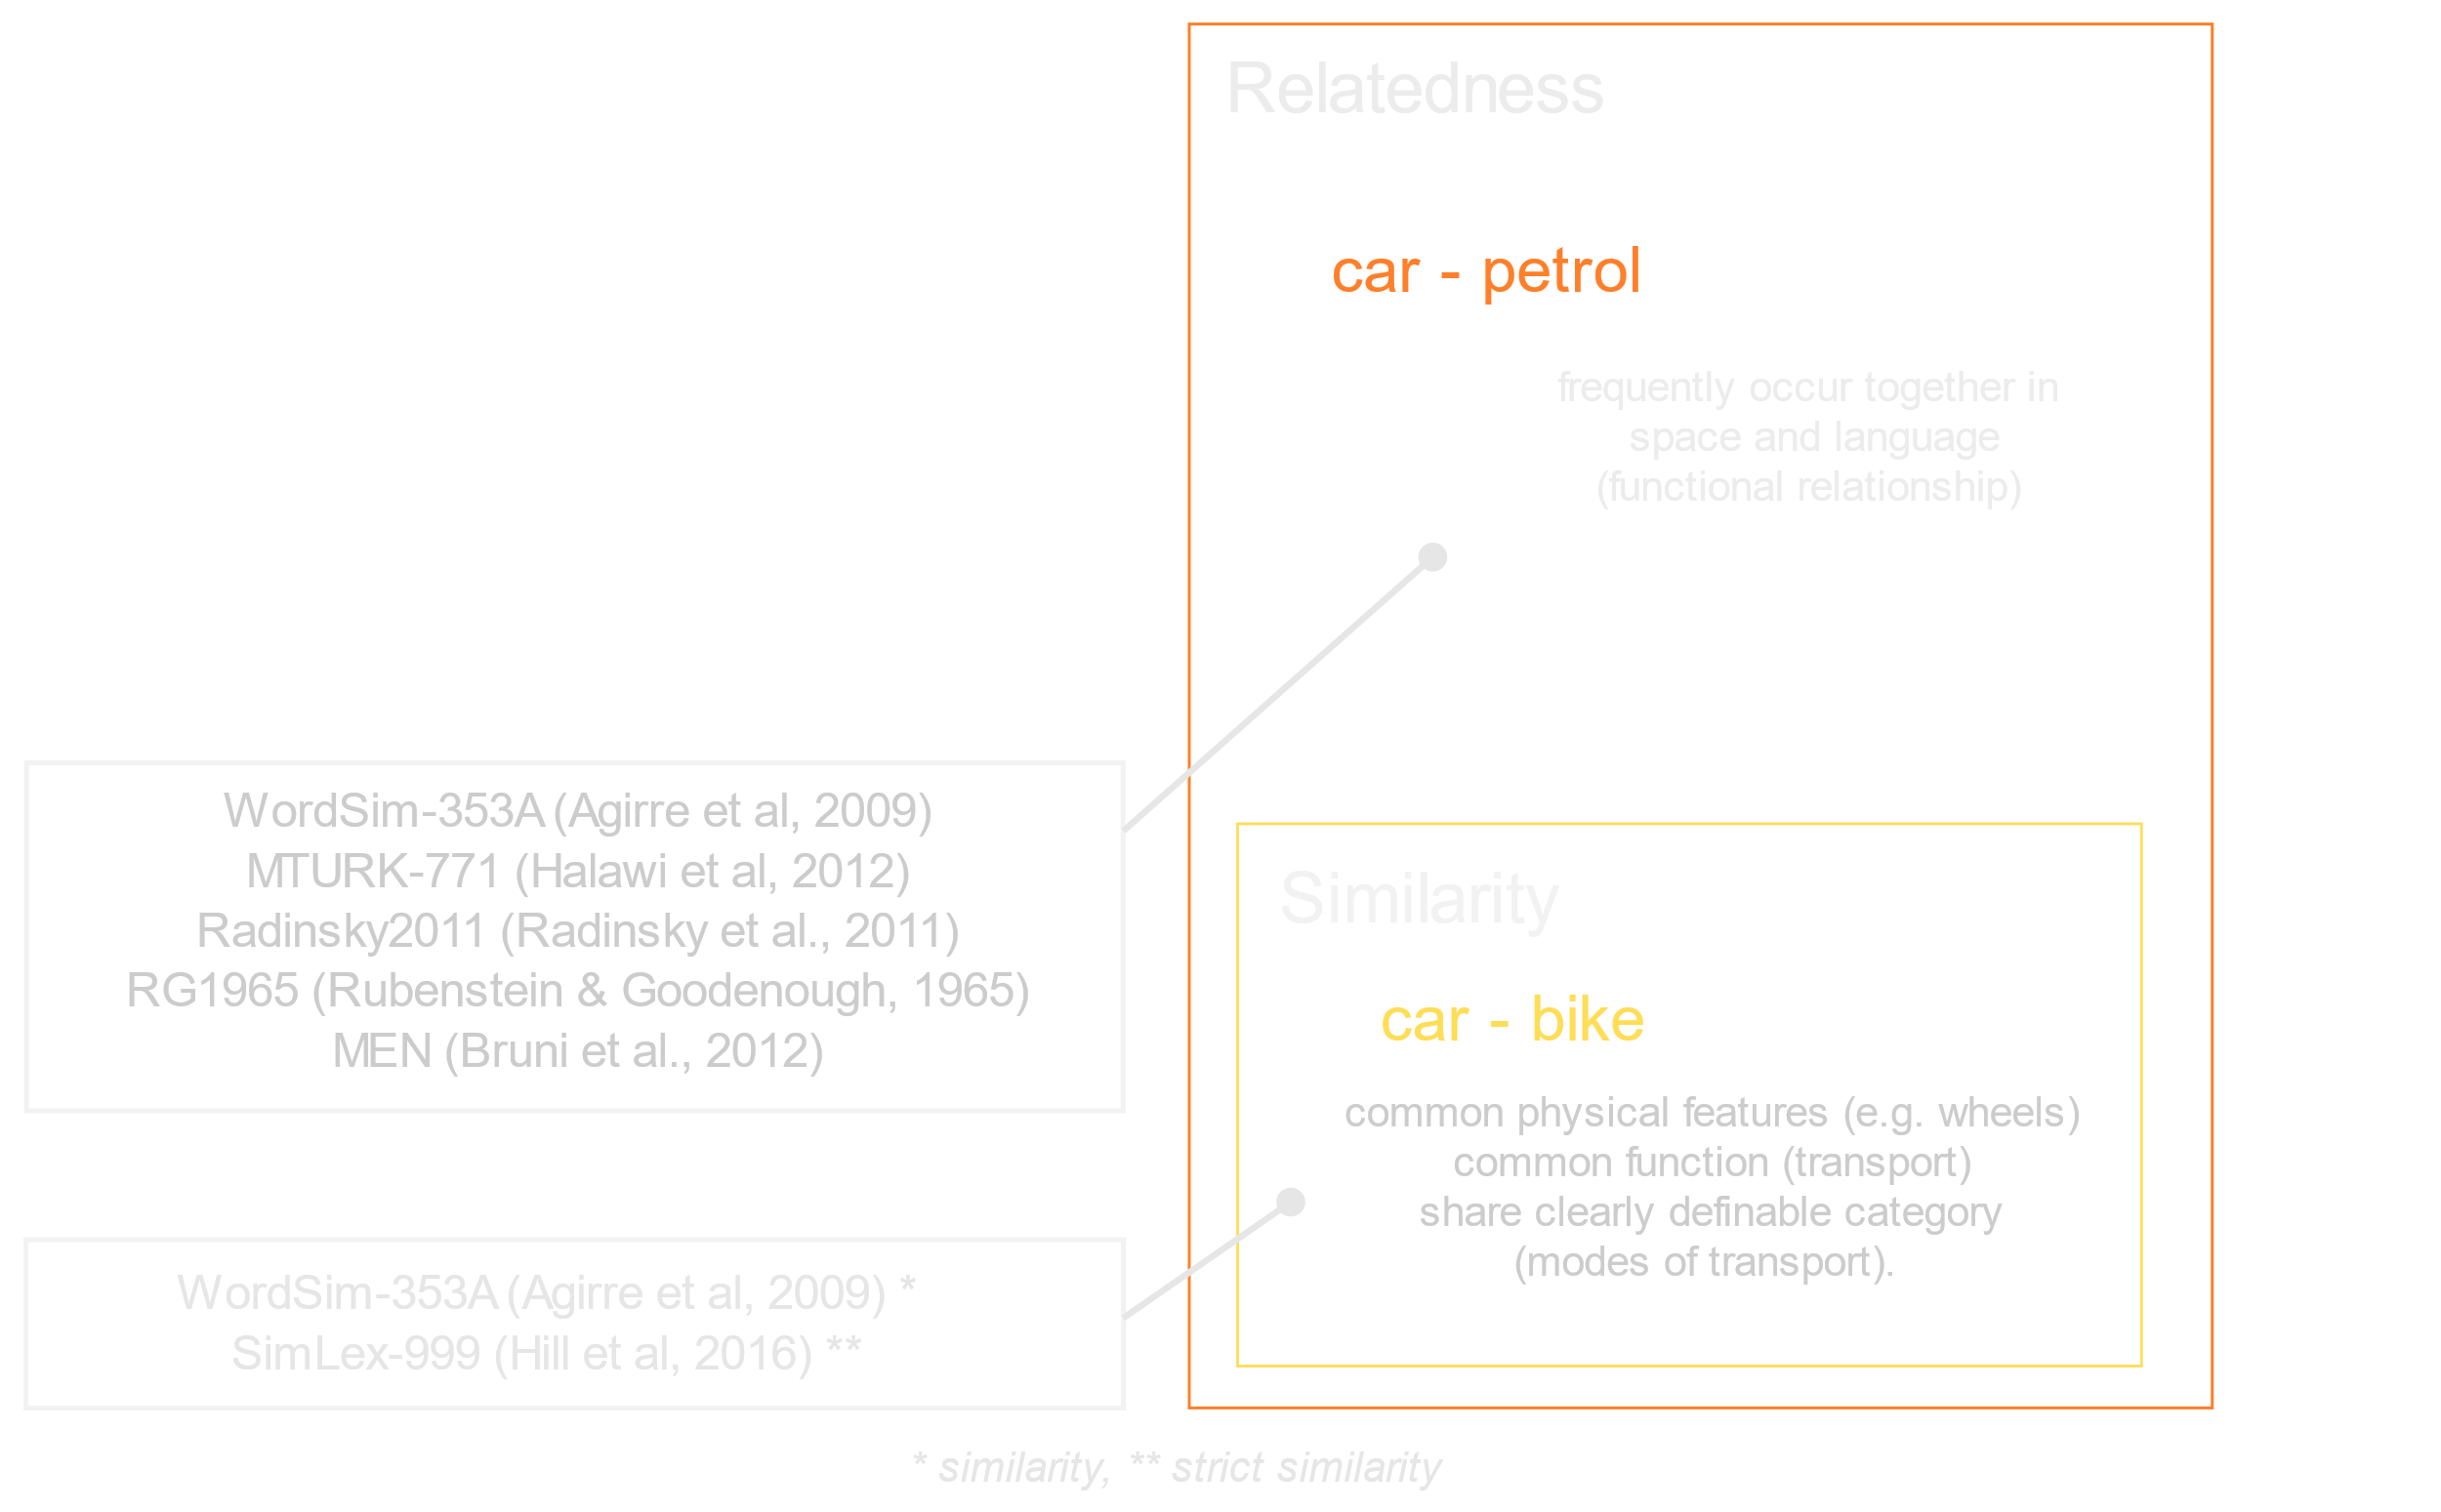 Relatedness
car - petrol
frequently occur together in
space and language
(functional relationship)
WordSim-353A (Agirre et al, 2009)
MTURK-771 (Halawi et al, 2012)
Radinsky2011 (Radinsky et al., 2011)
RG1965 (Rubenstein & Goodenough, 1965)
MEN (Bruni et al., 2012)
Similarity
car - bike
common physical features (e.g. wheels)
common function (transport)
share clearly definable category
(modes of transport).
WordSim-353A(Agirre et al, 2009) *
SimLex-999 (Hill et al, 2016) **
* similarity, ** strict similarity